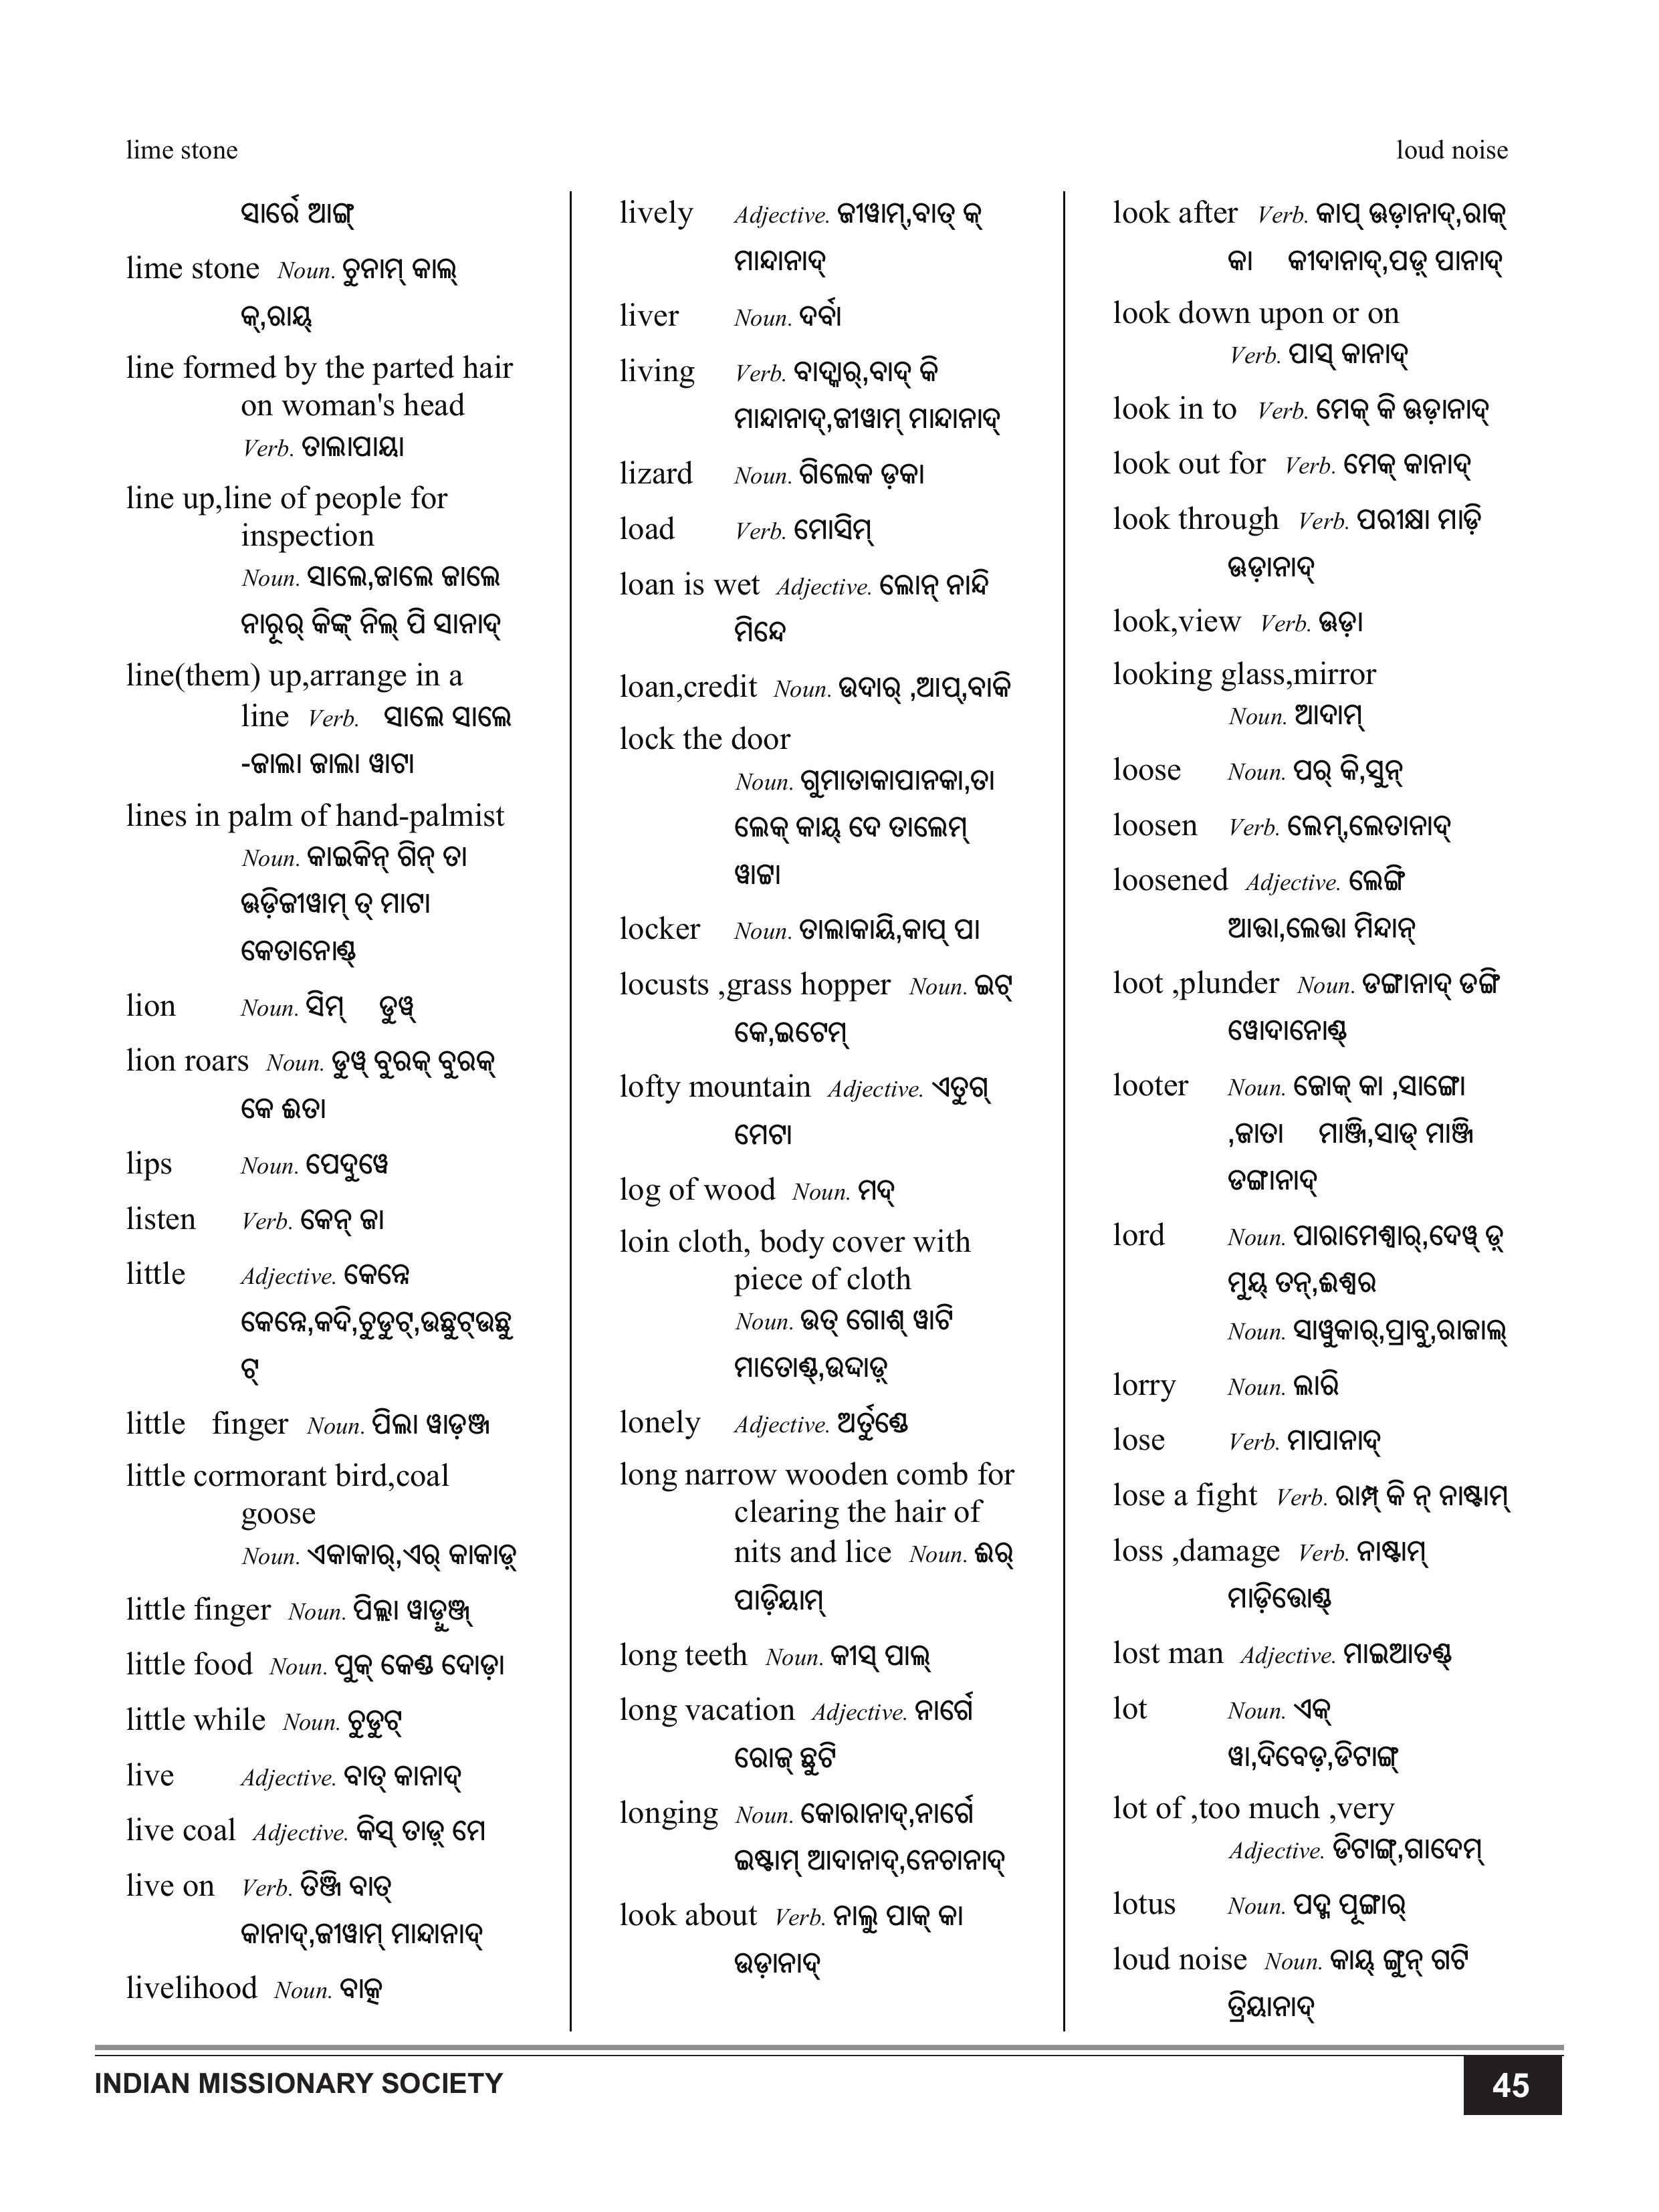 lime stone
loud noise
ସାର୍ରେ ଆଙ୍ଗ୍
lime stone Noun. ଚୁନାମ୍ କାଲ୍
କ୍,ରାୟ୍
line formed by the parted hair
on woman's head
Verb. ତାଲାପାୟା
line up,line of people for
inspection
Noun. ସାଲେ,ଜାଲେ ଜାଲେ
ନାରୂର୍ କିଙ୍କ୍ ନିଲ୍ ପି ସାନାଦ୍
line(them) up,arrange in a
line Verb. ସାଲେ ସାଲେ
-ଜାଲା ଜାଲା ୱାଟା
lines in palm of hand-palmist
Noun. କାଇକିନ୍ ଗିନ୍ ତା
ଊଡ଼ିଜୀୱାମ୍ ତ୍ ମାଟା
କେତାନୋଣ୍ଡ୍
lion Noun. ସିମ୍ ଡୁୱ୍
lion roars Noun. ଡୁୱ୍ ବୁରକ୍ ବୁରକ୍
କେ ଈତା
lips Noun. ପେଦୁୱେ
listen Verb. କେନ୍ ଜା
little Adjective. କେନ୍ନେ
କେନ୍ନେ,କଦି,ଚୁଡୁଟ୍,ଉଛୁଟ୍ଉଛୁ
ଟ୍
little finger Noun. ପିଲା ୱାଡ଼ଞ୍ଜ
little cormorant bird,coal
goose
Noun. ଏକାକାର୍,ଏର୍ କାକାଡ଼୍
little finger Noun. ପିଲ୍ଲା ୱାଡ଼ୁଞ୍ଜ୍
little food Noun. ପୁକ୍ କେଣ୍ଡ ଦୋଡ଼ା
little while Noun. ଚୁଡୁଟ୍
live Adjective. ବାତ୍ କାନାଦ୍
live coal Adjective. କିସ୍ ତାଡ଼୍ ମେ
live on Verb. ତିଞ୍ଜି ବାତ୍
କାନାଦ୍,ଜୀୱାମ୍ ମାନ୍ଦାନାଦ୍
livelihood Noun. ବାତ୍କ
lively Adjective. ଜୀୱାମ୍,ବାତ୍ କ୍
ମାନ୍ଦାନାଦ୍
liver Noun. ଦର୍ବା
living Verb. ବାଦ୍କାର୍,ବାଦ୍ କି
ମାନ୍ଦାନାଦ୍,ଜୀୱାମ୍ ମାନ୍ଦାନାଦ୍
lizard Noun. ଗିଲେକ ଡ଼କା
load Verb. ମୋସିମ୍
loan is wet Adjective. ଲୋନ୍ ନାନ୍ଦି
ମିନ୍ଦେ
loan,credit Noun. ଉଦାର୍ ,ଆପ୍,ବାକି
lock the door
Noun. ଗୁମାତାକାପାନକା,ତା
ଲେକ୍ କାୟ୍ ଦେ ତାଲେମ୍
ୱାଟ୍ଟା
locker Noun. ତାଲାକାୟି,କାପ୍ ପା
locusts ,grass hopper Noun. ଇଟ୍
କେ,ଇଟେମ୍
lofty mountain Adjective. ଏତୁଗ୍
ମେଟା
log of wood Noun. ମଦ୍
loin cloth, body cover with
piece of cloth
Noun. ଉତ୍ ଗୋଶ୍ ୱାଟି
ମାତୋଣ୍ଡ୍,ଉଦ୍ଦାଡ଼୍
lonely Adjective. ଅର୍ତୁଣ୍ଡେ
long narrow wooden comb for
clearing the hair of
nits and lice Noun. ଈର୍
ପାଡ଼ିୟାମ୍
long teeth Noun. କୀସ୍ ପାଲ୍
long vacation Adjective. ନାର୍ଗେ
ରୋଜ୍ ଛୁଟି
longing Noun. କୋରାନାଦ୍,ନାର୍ଗେ
ଇଷ୍ଟାମ୍ ଆଦାନାଦ୍,ନେଚାନାଦ୍
look about Verb. ନାଲୁ ପାକ୍ କା
ଉଡ଼ାନାଦ୍
look after Verb. କାପ୍ ଊଡ଼ାନାଦ୍,ରାକ୍
କା କୀଦାନାଦ୍,ପଡ଼୍ ପାନାଦ୍
look down upon or on
Verb. ପାସ୍ କାନାଦ୍
look in to Verb. ମେକ୍ କି ଊଡ଼ାନାଦ୍
look out for Verb. ମେକ୍ କାନାଦ୍
look through Verb. ପରୀକ୍ଷା ମାଡ଼ି
ଊଡ଼ାନାଦ୍
look,view Verb. ଊଡ଼ା
looking glass,mirror
Noun. ଆଦାମ୍
loose Noun. ପର୍ କି,ସୁନ୍
loosen Verb. ଲେମ୍,ଲେତାନାଦ୍
loosened Adjective. ଲେଙ୍ଗି
ଆତ୍ତା,ଲେତ୍ତା ମିନ୍ଦାନ୍
loot ,plunder Noun. ଡଙ୍ଗାନାଦ୍ ଡଙ୍ଗି
ୱୋଦାନୋଣ୍ଡ୍
looter Noun. ଜୋକ୍ କା ,ସାଙ୍ଗୋ
,ଜାତା ମାଞ୍ଜି,ସାଡ୍ ମାଞ୍ଜି
ଡଙ୍ଗାନାଦ୍
lord Noun. ପାରାମେଶ୍ୱାର୍,ଦେୱ୍ ଡ଼୍
ମୁୟ୍ ତନ୍,ଈଶ୍ୱର
Noun. ସାୱୁକାର୍,ପ୍ରାବୁ,ରାଜାଲ୍
lorry Noun. ଲାରି
lose Verb. ମାପାନାଦ୍
lose a fight Verb. ରାମ୍ପ୍ କି ନ୍ ନାଷ୍ଟାମ୍
loss ,damage Verb. ନାଷ୍ଟାମ୍
ମାଡ଼ିତ୍ତୋଣ୍ଡ୍
lost man Adjective. ମାଇଆତଣ୍ଡ୍
lot Noun. ଏକ୍
ୱା,ଦିବେଡ଼,ଡିଟାଙ୍ଗ୍
lot of ,too much ,very
Adjective. ଡିଟାଙ୍ଗ୍,ଗାଦେମ୍
lotus Noun. ପଦ୍ମ ପୂଙ୍ଗାର୍
loud noise Noun. କାୟ୍ ଙ୍ଗୁନ୍ ଗଟି
ତ୍ରିୟାନାଦ୍
INDIAN MISSIONARY SOCIETY
45